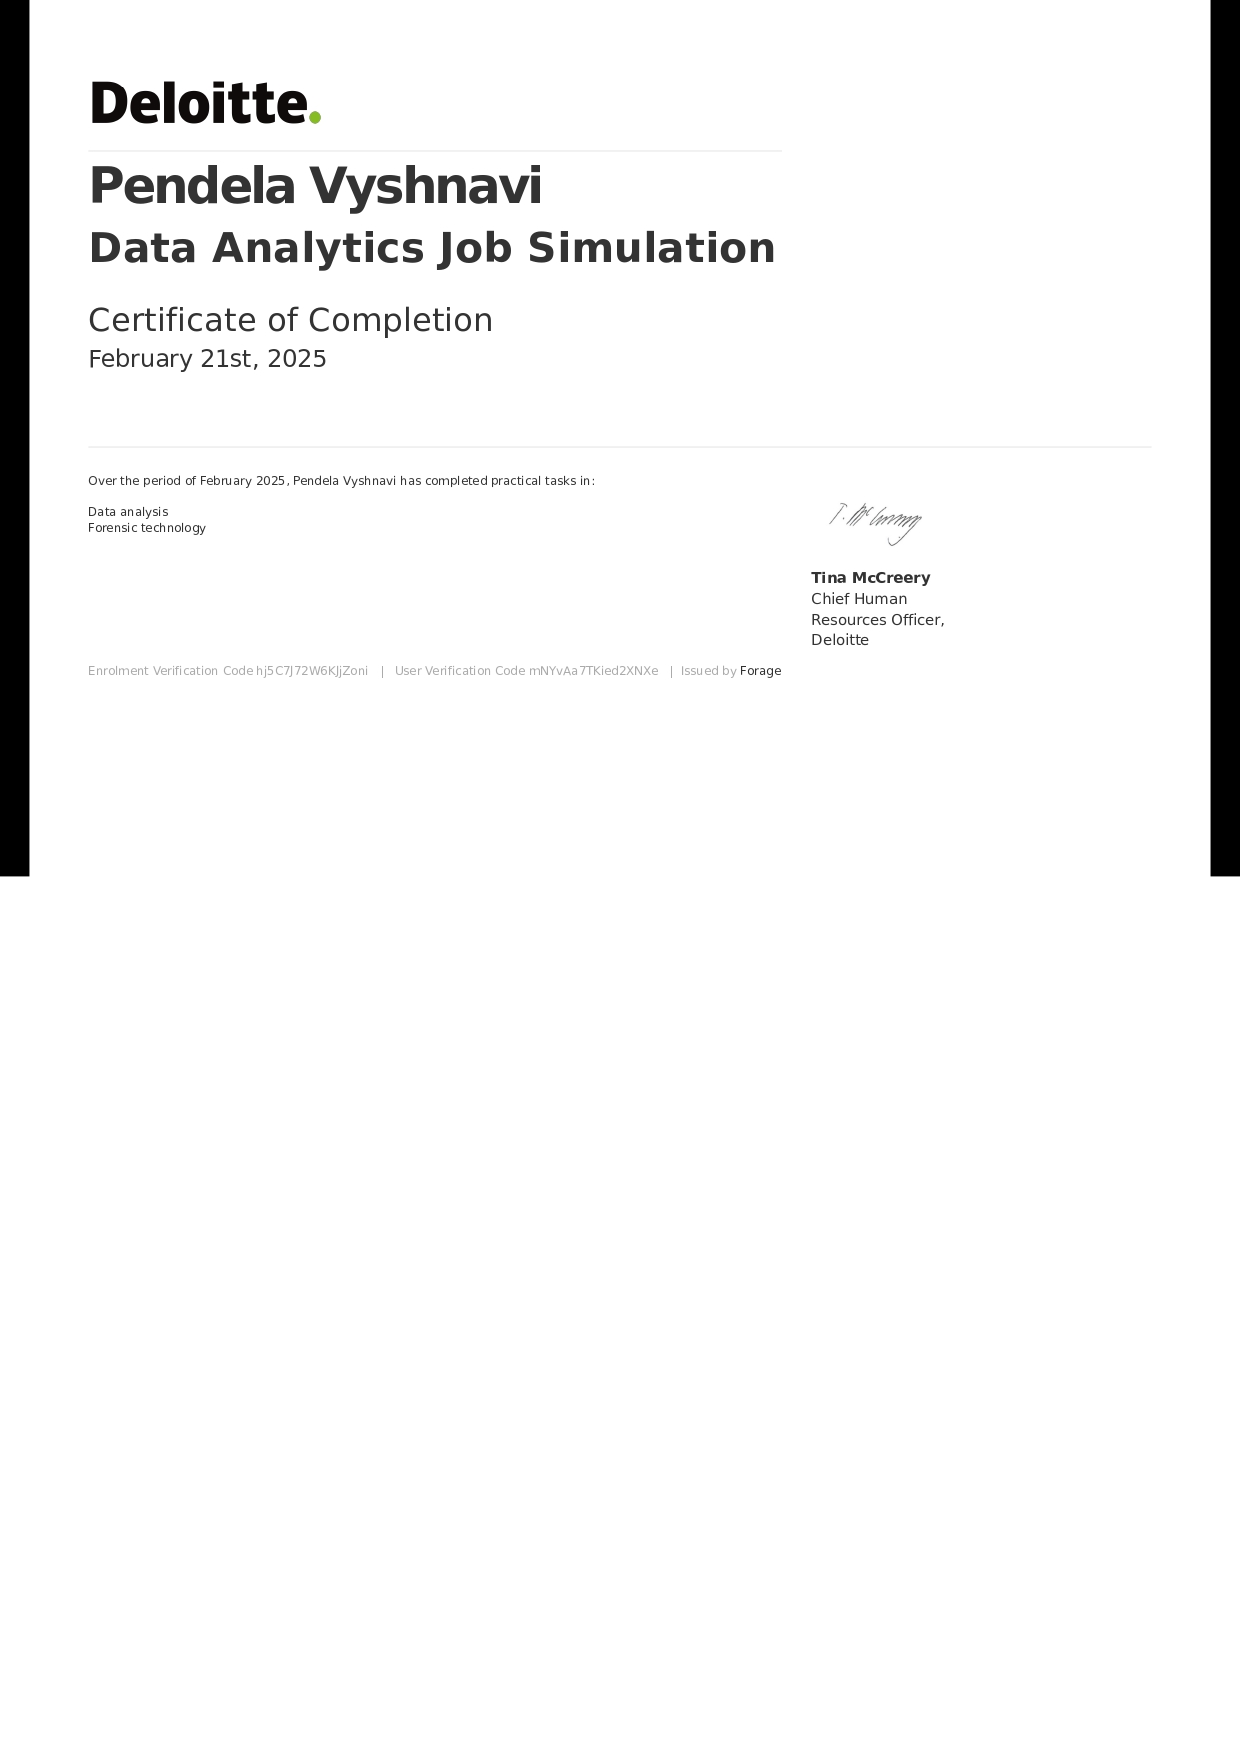 Deloitte.
Pendela Vyshnavi
Data Analytics Job Simulation
Certificate of Completion
February 21st, 2025
Over the period of February 2025, Pendela Vyshnavi has completed practical tasks in:
Data analysis
Forensic technology
T. McCreery
Tina McCreery
Chief Human
Resources Officer,
Deloitte
Enrolment Verification Code hj5C7J72W6KJjZoni | User Verification Code mNYvAa7TKied2XNXe | Issued by Forage